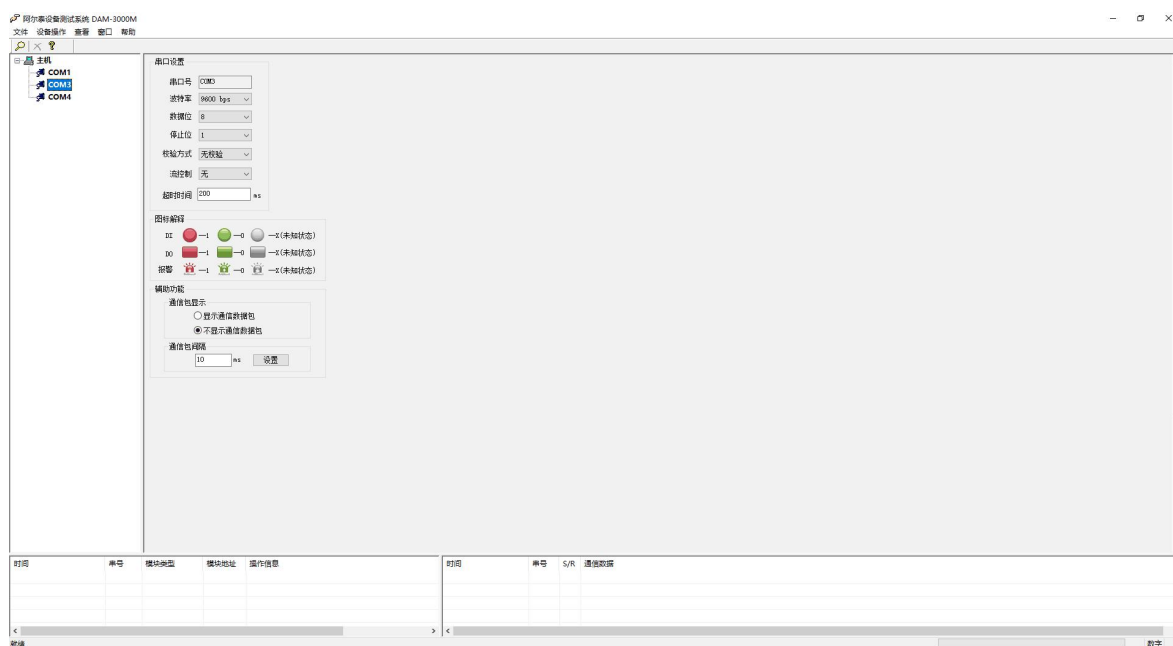 阿尔泰设备测试系统 DAM-3000M
文件 设备操作 查看 窗口 帮助
主机
COM1
COM3
COM4
串口设置
串口号 COM3
波特率 9600 bps
数据位 8
停止位 1
校验方式 无校验
流控制 无
超时时间 200 ms
图标解释
DI —1 —0 —X(未知状态)
DO —1 —0 —X(未知状态)
报警 —1 —0 —X(未知状态)
辅助功能
通信包显示
显示通信数据包
不显示通信数据包
通信包间隔
10 ms 设置
时间 串号 模块类型 模块地址 操作信息
时间 串号 S/R 通信数据
就绪 数字